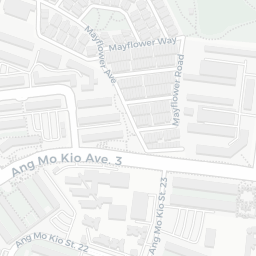 Mayflower Way
Mayflower Ave.
Mayflower Road
Ang Mo Kio Ave. 3
Ang Mo Kio St. 23
Ang Mo Kio St. 22